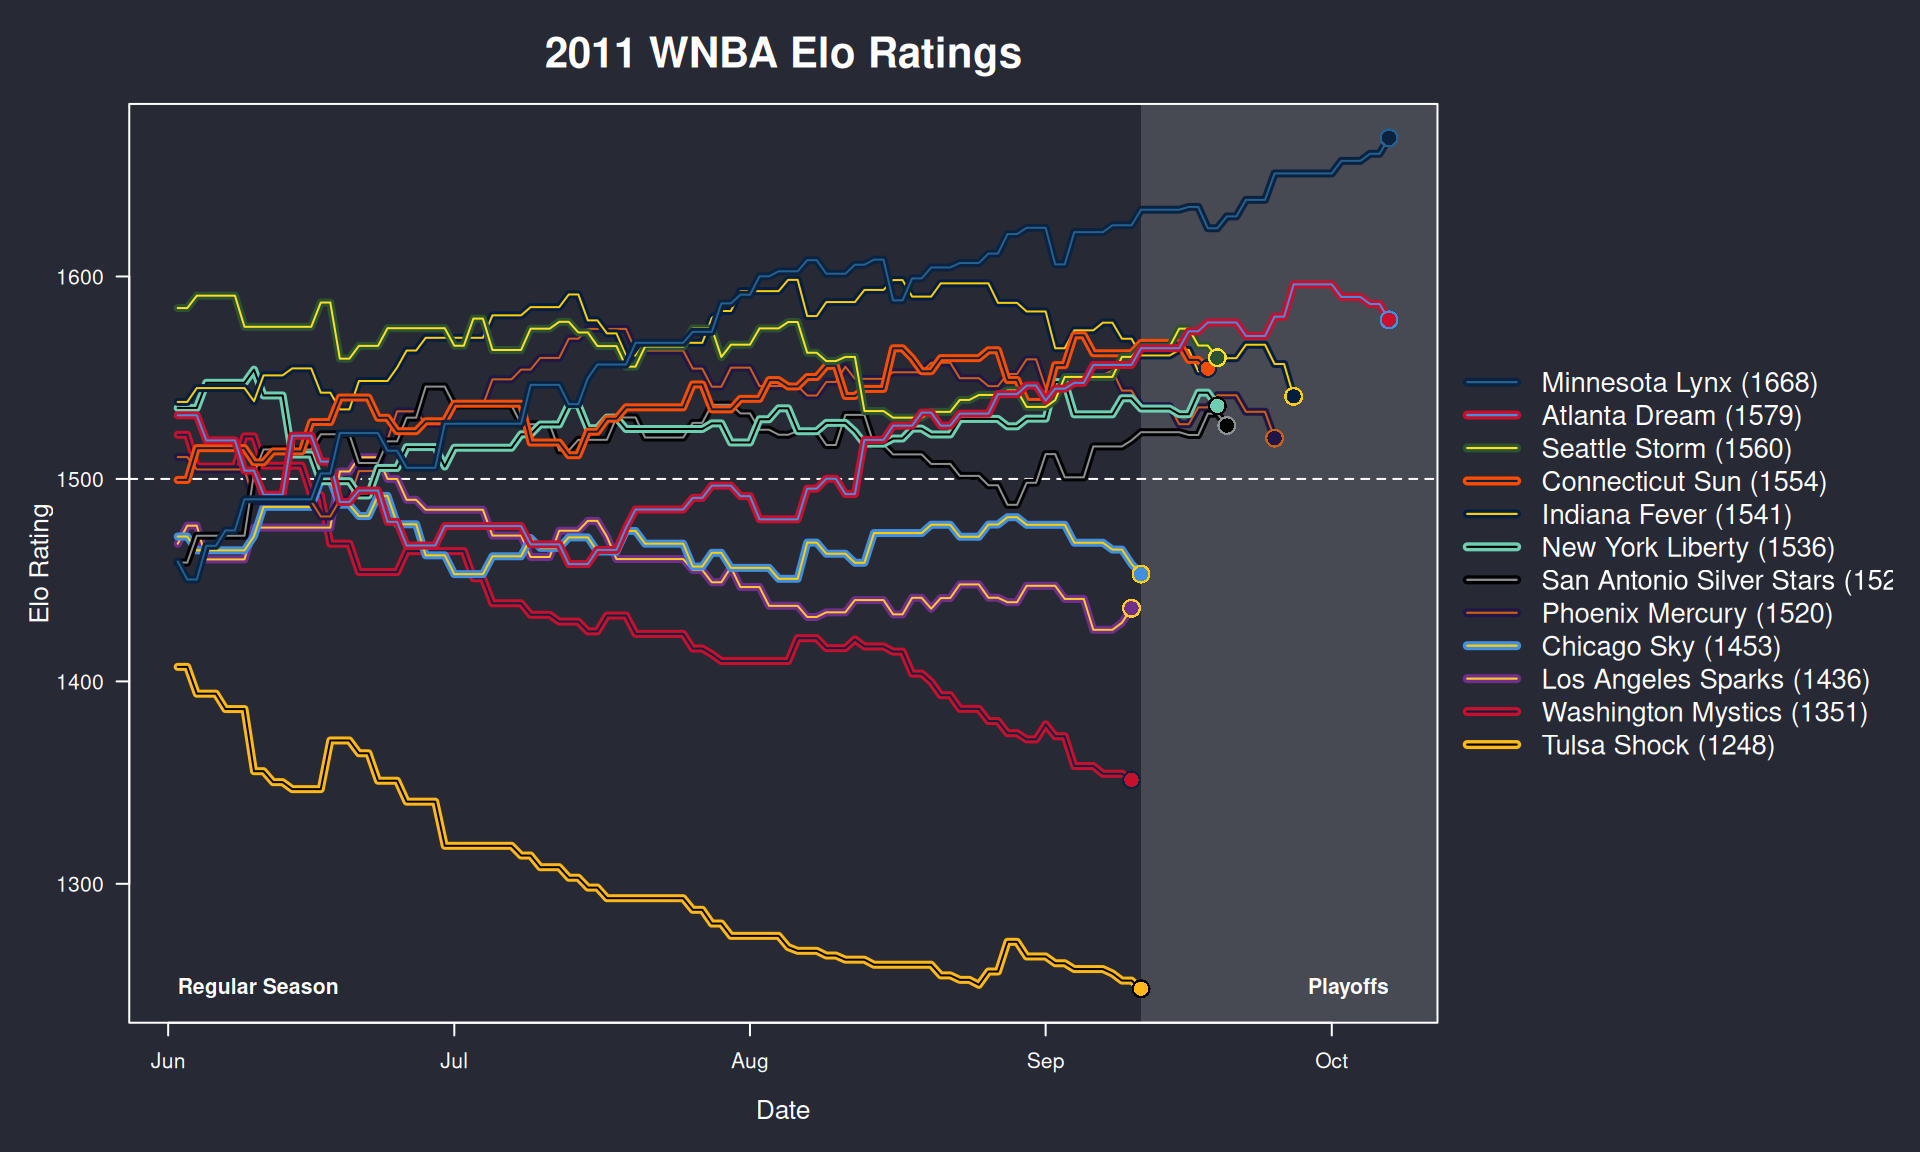 2011 WNBA Elo Ratings
Elo Rating
1600
1500
1400
1300
Regular Season
Playoffs
Jun
Jul
Aug
Sep
Oct
Date
Minnesota Lynx (1668)
Atlanta Dream (1579)
Seattle Storm (1560)
Connecticut Sun (1554)
Indiana Fever (1541)
New York Liberty (1536)
San Antonio Silver Stars (152
Phoenix Mercury (1520)
Chicago Sky (1453)
Los Angeles Sparks (1436)
Washington Mystics (1351)
Tulsa Shock (1248)